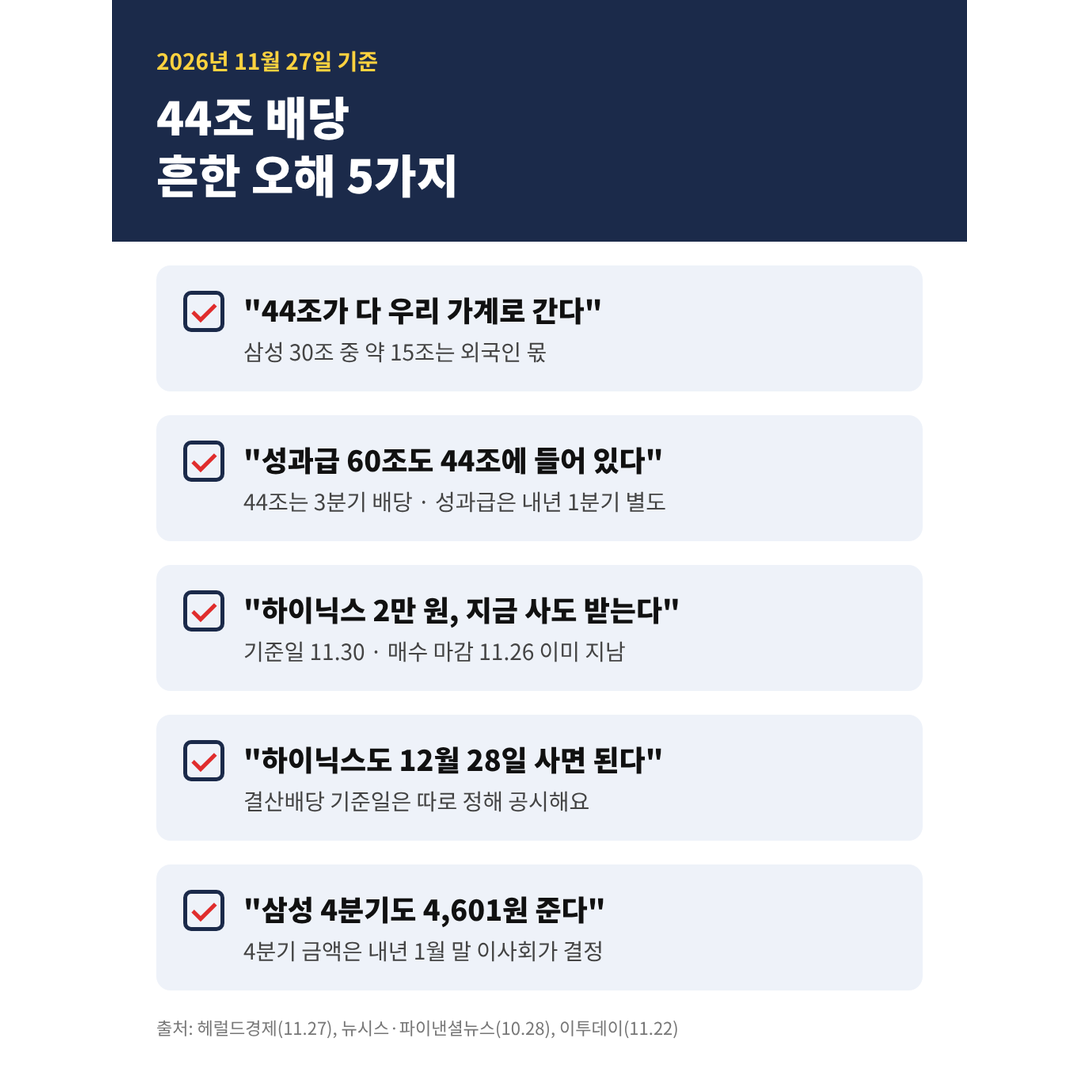 2026년 11월 27일 기준
44조 배당
흔한 오해 5가지
"44조가 다 우리 가계로 간다"
삼성 30조 중 약 15조는 외국인 몫
"성과급 60조도 44조에 들어 있다"
44조는 3분기 배당 · 성과급은 내년 1분기 별도
"하이닉스 2만 원, 지금 사도 받는다"
기준일 11.30 · 매수 마감 11.26 이미 지남
"하이닉스도 12월 28일 사면 된다"
결산배당 기준일은 따로 정해 공시해요
"삼성 4분기도 4,601원 준다"
4분기 금액은 내년 1월 말 이사회가 결정
출처: 헤럴드경제(11.27), 뉴시스·파이낸셜뉴스(10.28), 이투데이(11.22)